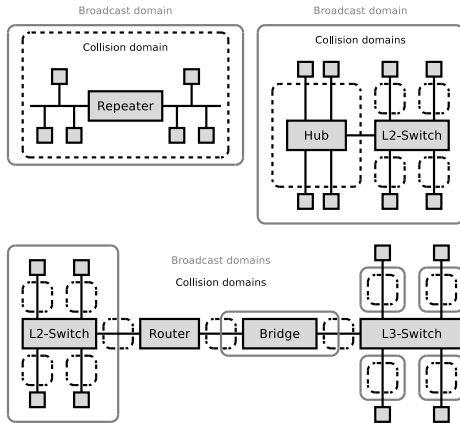 Broadcast domain
Collision domain
Repeater
Broadcast domain
Collision domains
Hub
L2-Switch
Broadcast domains
Collision domains
L2-Switch
Router
Bridge
L3-Switch